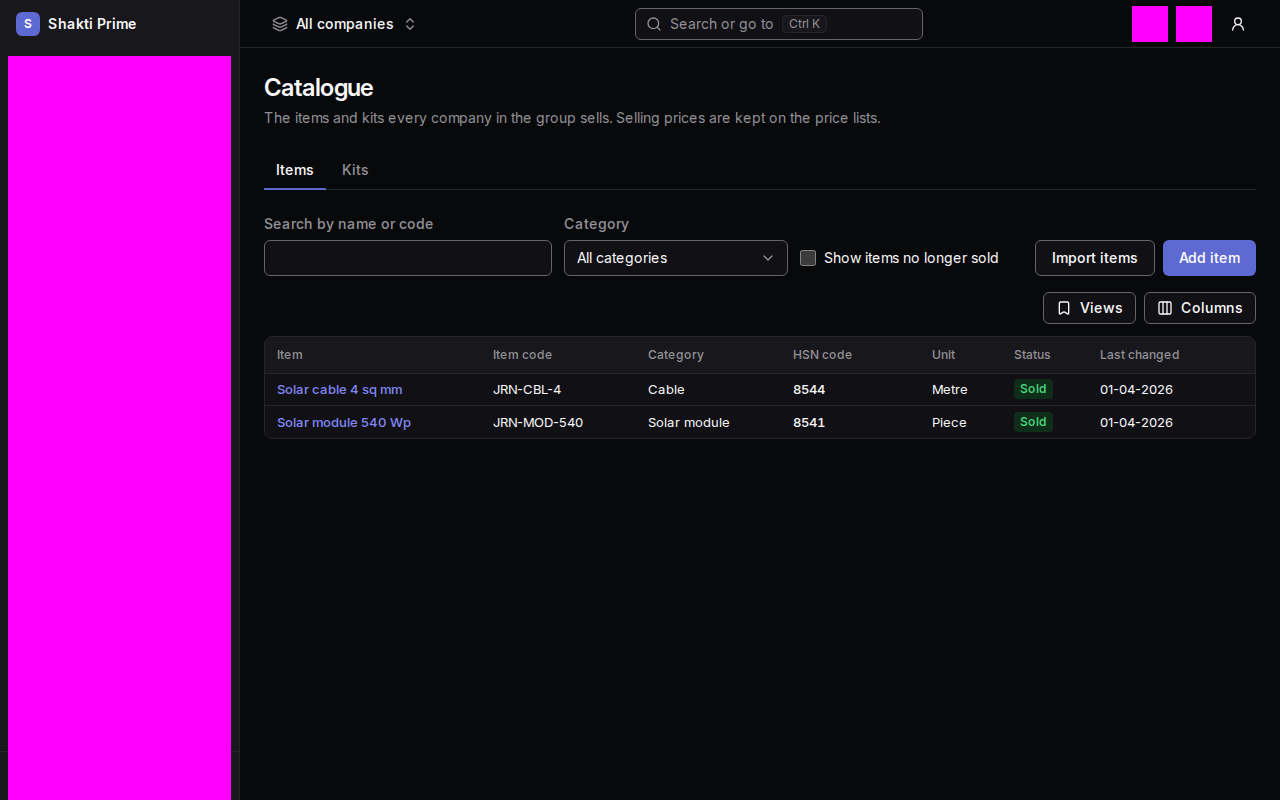 S Shakti Prime
All companies
Search or go to Ctrl K
Catalogue
The items and kits every company in the group sells. Selling prices are kept on the price lists.
Items Kits
Search by name or code Category
All categories Show items no longer sold Import items Add item
Views Columns
Item Item code Category HSN code Unit Status Last changed
Solar cable 4 sq mm JRN-CBL-4 Cable 8544 Metre Sold 01-04-2026
Solar module 540 Wp JRN-MOD-540 Solar module 8541 Piece Sold 01-04-2026